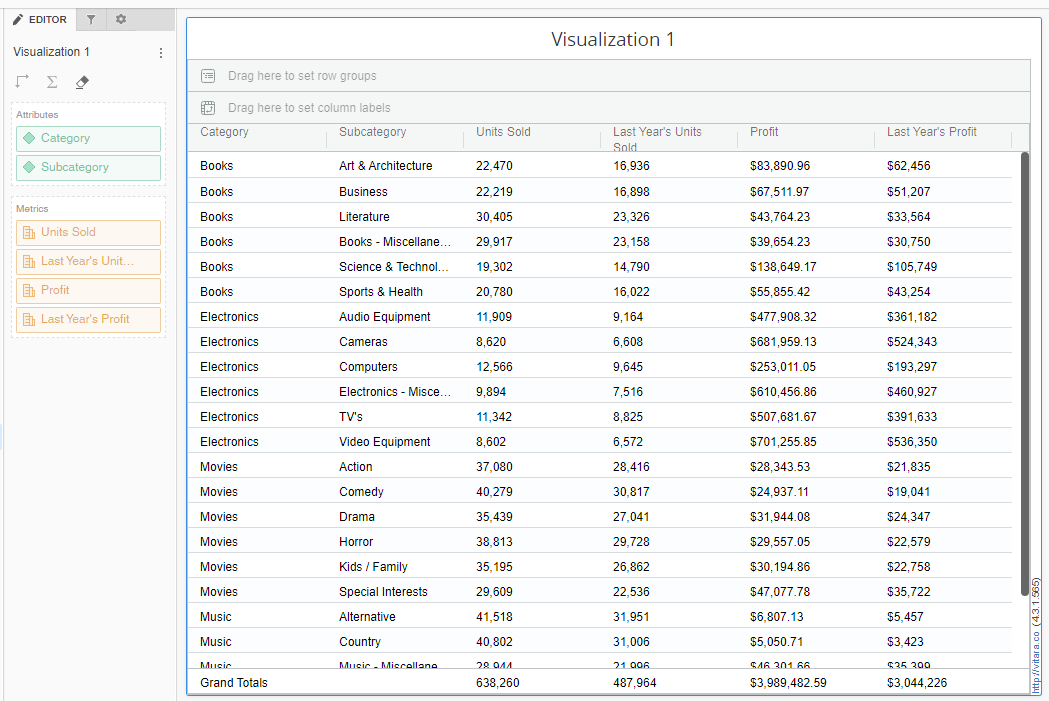 EDITOR
Visualization 1
Attributes
Category
Subcategory
Metrics
Units Sold
Last Year's Unit...
Profit
Last Year's Profit
Visualization 1
Drag here to set row groups
Drag here to set column labels
Category Subcategory Units Sold Last Year's Units Sold Profit Last Year's Profit
Books Art & Architecture 22,470 16,936 $83,890.96 $62,456
Books Business 22,219 16,898 $67,511.97 $51,207
Books Literature 30,405 23,326 $43,764.23 $33,564
Books Books - Miscellane... 29,917 23,158 $39,654.23 $30,750
Books Science & Technol... 19,302 14,790 $138,649.17 $105,749
Books Sports & Health 20,780 16,022 $55,855.42 $43,254
Electronics Audio Equipment 11,909 9,164 $477,908.32 $361,182
Electronics Cameras 8,620 6,608 $681,959.13 $524,343
Electronics Computers 12,566 9,645 $253,011.05 $193,297
Electronics Electronics - Misce... 9,894 7,516 $610,456.86 $460,927
Electronics TV's 11,342 8,825 $507,681.67 $391,633
Electronics Video Equipment 8,602 6,572 $701,255.85 $536,350
Movies Action 37,080 28,416 $28,343.53 $21,835
Movies Comedy 40,279 30,817 $24,937.11 $19,041
Movies Drama 35,439 27,041 $31,944.08 $24,347
Movies Horror 38,813 29,728 $29,557.05 $22,579
Movies Kids / Family 35,195 26,862 $30,194.86 $22,758
Movies Special Interests 29,609 22,536 $47,077.78 $35,722
Music Alternative 41,518 31,951 $6,807.13 $5,457
Music Country 40,802 31,006 $5,050.71 $3,423
Music Music - Miscellane... 28,944 21,996 $46,301.66 $35,399
Grand Totals 638,260 487,964 $3,989,482.59 $3,044,226
http://vitara.co (4.3.1.565)